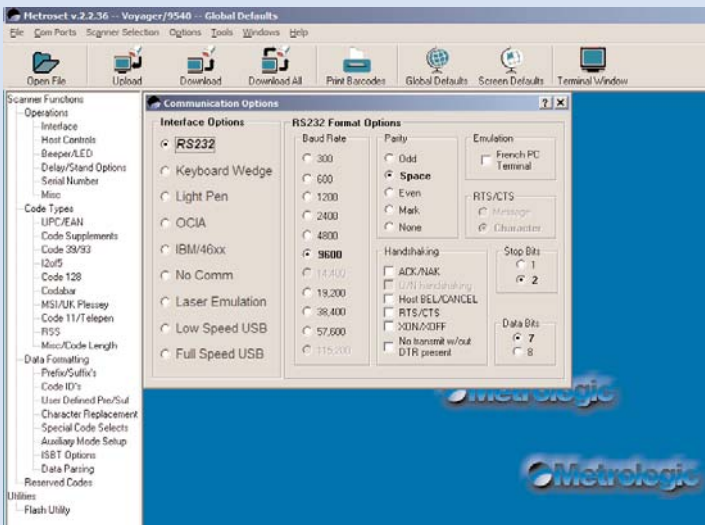 Metroset v.2.2.36 -- Voyager/9540 -- Global Defaults
File Com Ports Scanner Selection Options Tools Windows Help
Open File Upload Download Download All Print Barcodes Global Defaults Screen Defaults Terminal Window
Scanner Functions
Operations
Interface
Host Controls
Beeper/LED
Delay/Stand Options
Serial Number
Misc
Code Types
UPC/EAN
Code Supplements
Code 39/93
I2of5
Code 128
Codabar
MSI/UK Plessey
Code 11/Telepen
RSS
Misc/Code Length
Data Formatting
Prefix/Suffix's
Code ID's
User Defined Pre/Suf
Character Replacement
Special Code Selects
Auxiliary Mode Setup
ISBT Options
Data Parsing
Reserved Codes
Utilities
Flash Utility
Communication Options
Interface Options
RS232
Keyboard Wedge
Light Pen
OCIA
IBM/46xx
No Comm
Laser Emulation
Low Speed USB
Full Speed USB
RS232 Format Options
Baud Rate
300
600
1200
2400
4800
9600
14,400
19,200
38,400
57,600
115,200
Parity
Odd
Space
Even
Mark
None
Handshaking
ACK/NAK
Host BEL/CANCEL
RTS/CTS
XON/XOFF
No transmit w/out
DTR present
Emulation
French PC
Terminal
RTS/CTS
Message
Character
Stop Bits
1
2
Data Bits
7
8
Metrologic
Metrologic